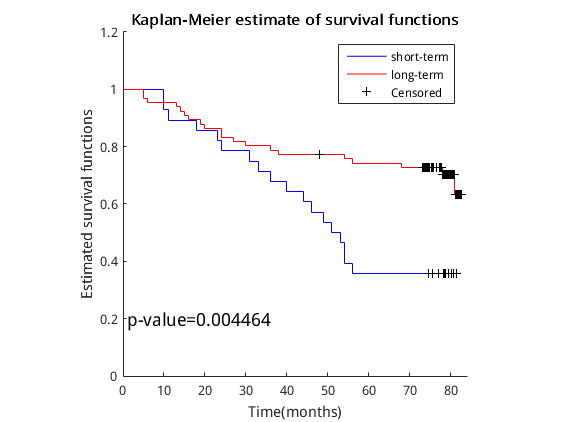 Kaplan-Meier estimate of survival functions
1.2
short-term
long-term
Censored
1
0.8
0.6
0.4
0.2
0
Estimated survival functions
p-value=0.004464
0 10 20 30 40 50 60 70 80
Time(months)